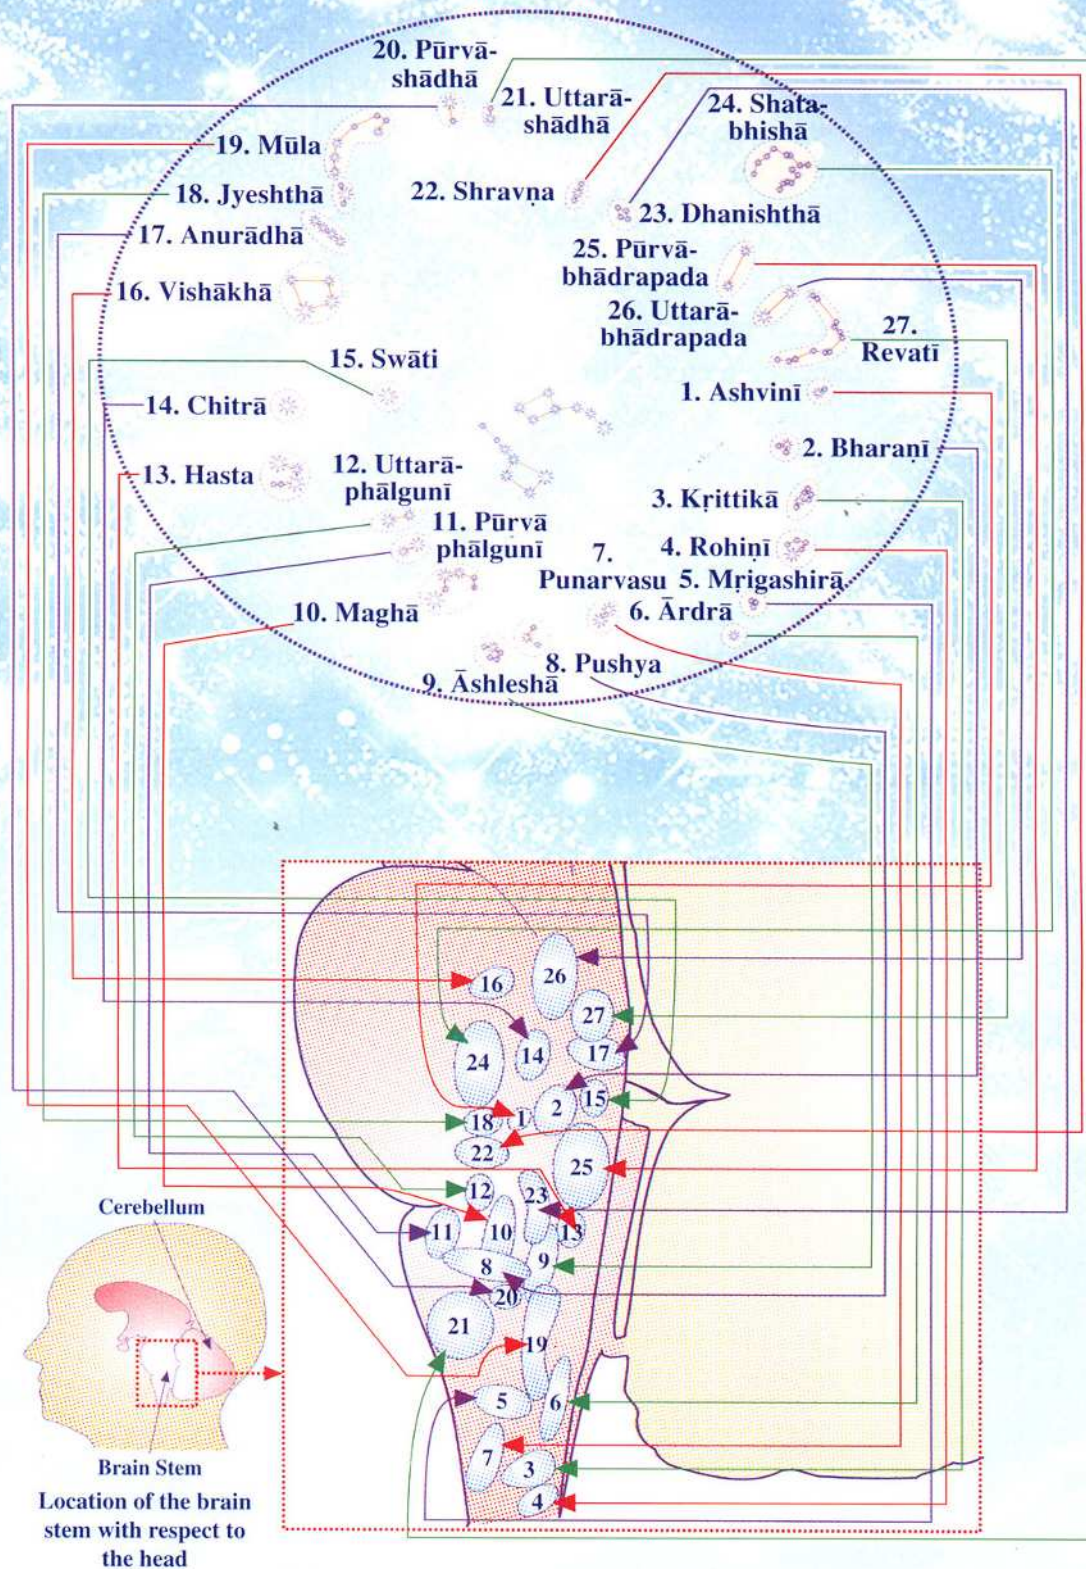 20. Pūrvā-
shādhā
21. Uttarā-
shādhā
24. Shata-
bhishā
19. Mūla
18. Jyeshthā
22. Shravṇa
23. Dhanishthā
17. Anurādhā
25. Pūrvā-
bhādrapada
16. Vishākhā
26. Uttarā-
bhādrapada
27.
Revatī
15. Swāti
1. Ashvinī
14. Chitrā
2. Bharaṇī
12. Uttarā-
phālgunī
13. Hasta
3. Kṛittikā
11. Pūrvā
phālgunī
4. Rohiṇī
7.
Punarvasu
5. Mṛigashirā
10. Maghā
6. Ārdrā
8. Pushya
9. Āshleshā
26
16
27
24
14
17
15
2
18
1
22
25
12
23
11
10
13
9
8
20
21
19
5
6
7
3
4
Cerebellum
Brain Stem
Location of the brain
stem with respect to
the head